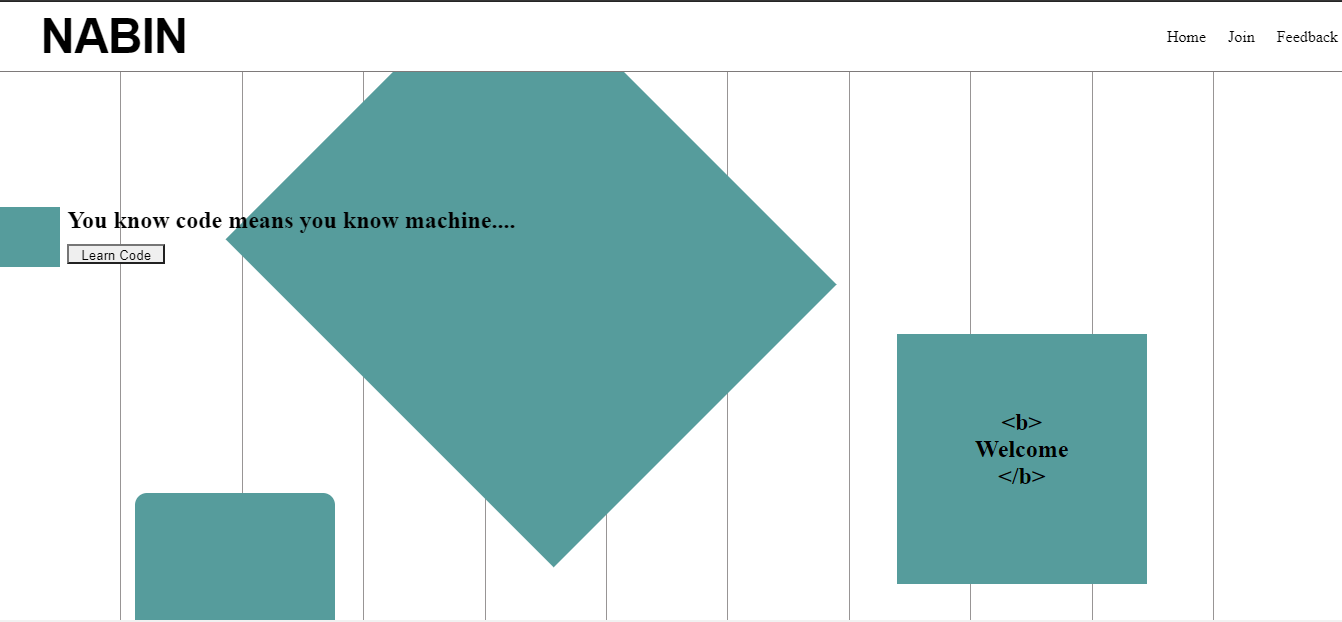 NABIN
Home Join Feedback
You know code means you know machine....
Learn Code
<b>
Welcome
</b>